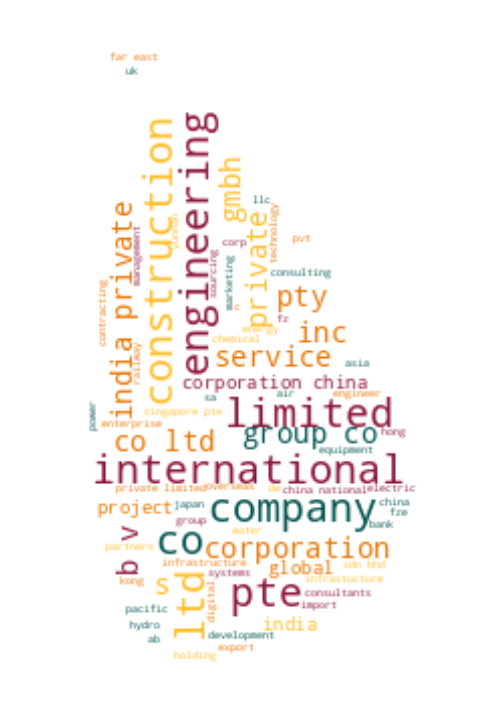 far east
uk
construction
engineering
gmbh
llc
india private
management
yunnan
corp
sourcing
marketing
private
technology
pvt
consulting
contracting
railway
n
pty
fz
energy
inc
chemical
service
asia
corporation china
sa
air
engineer
power
singapore pte
limited
enterprise
co ltd
group co
hong
equipment
international
private limited
overseas
de
china national
electric
project
japan
company
china
fze
group
bank
b v
co
water
partners
corporation
infrastructure
global
sdn bhd
systems
kong
s
infrastucture
ltd
digital
pte
consultants
import
pacific
hydro
india
ab
development
export
holding